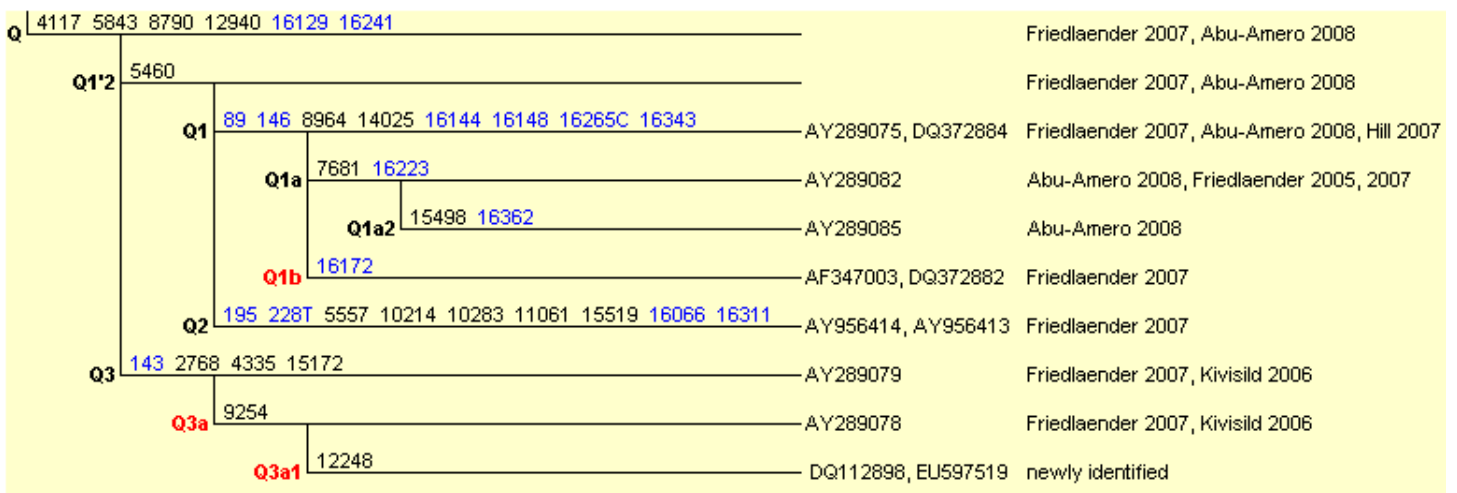 Q 4117 5843 8790 12940 16129 16241 Friedlaender 2007, Abu-Amero 2008
Q1'2 5460 Friedlaender 2007, Abu-Amero 2008
Q1 89 146 8964 14025 16144 16148 16265C 16343 AY289075, DQ372884 Friedlaender 2007, Abu-Amero 2008, Hill 2007
Q1a 7681 16223 AY289082 Abu-Amero 2008, Friedlaender 2005, 2007
Q1a2 15498 16362 AY289085 Abu-Amero 2008
Q1b 16172 AF347003, DQ372882 Friedlaender 2007
Q2 195 228T 5557 10214 10283 11061 15519 16066 16311 AY956414, AY956413 Friedlaender 2007
Q3 143 2768 4335 15172 AY289079 Friedlaender 2007, Kivisild 2006
Q3a 9254 AY289078 Friedlaender 2007, Kivisild 2006
Q3a1 12248 DQ112898, EU597519 newly identified